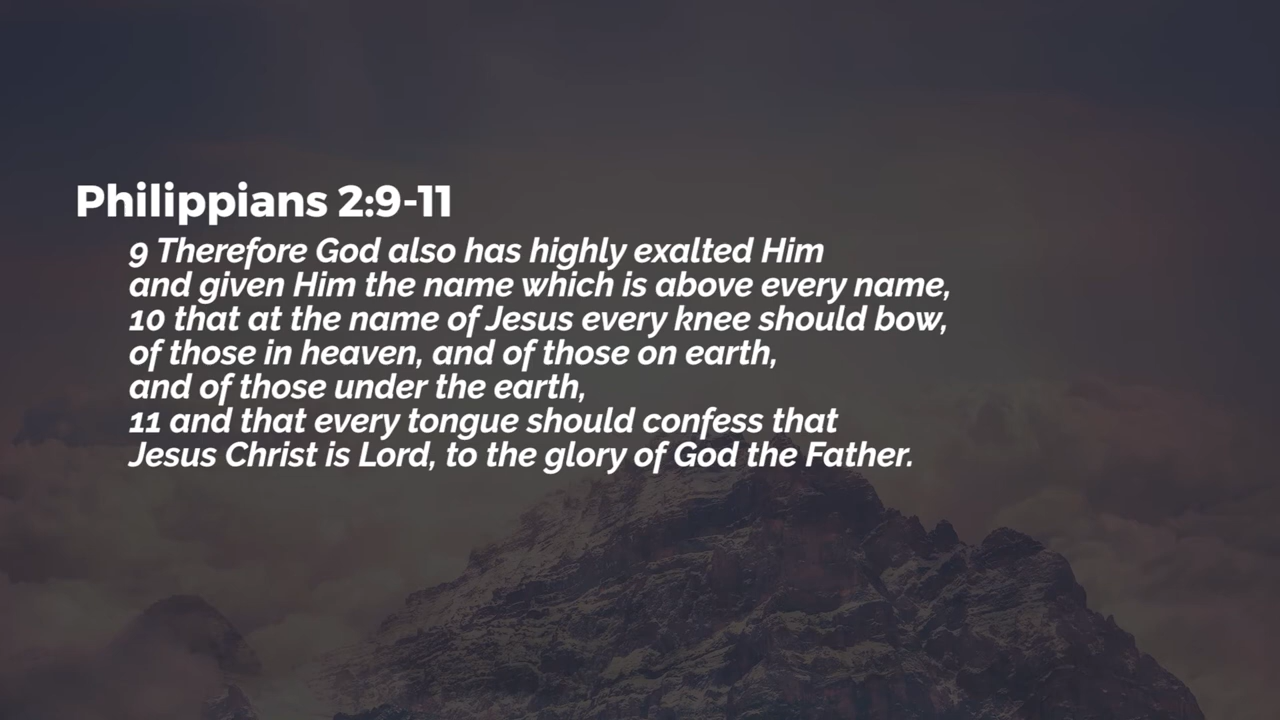 Philippians 2:9-11
9 Therefore God also has highly exalted Him
and given Him the name which is above every name,
10 that at the name of Jesus every knee should bow,
of those in heaven, and of those on earth,
and of those under the earth,
11 and that every tongue should confess that
Jesus Christ is Lord, to the glory of God the Father.